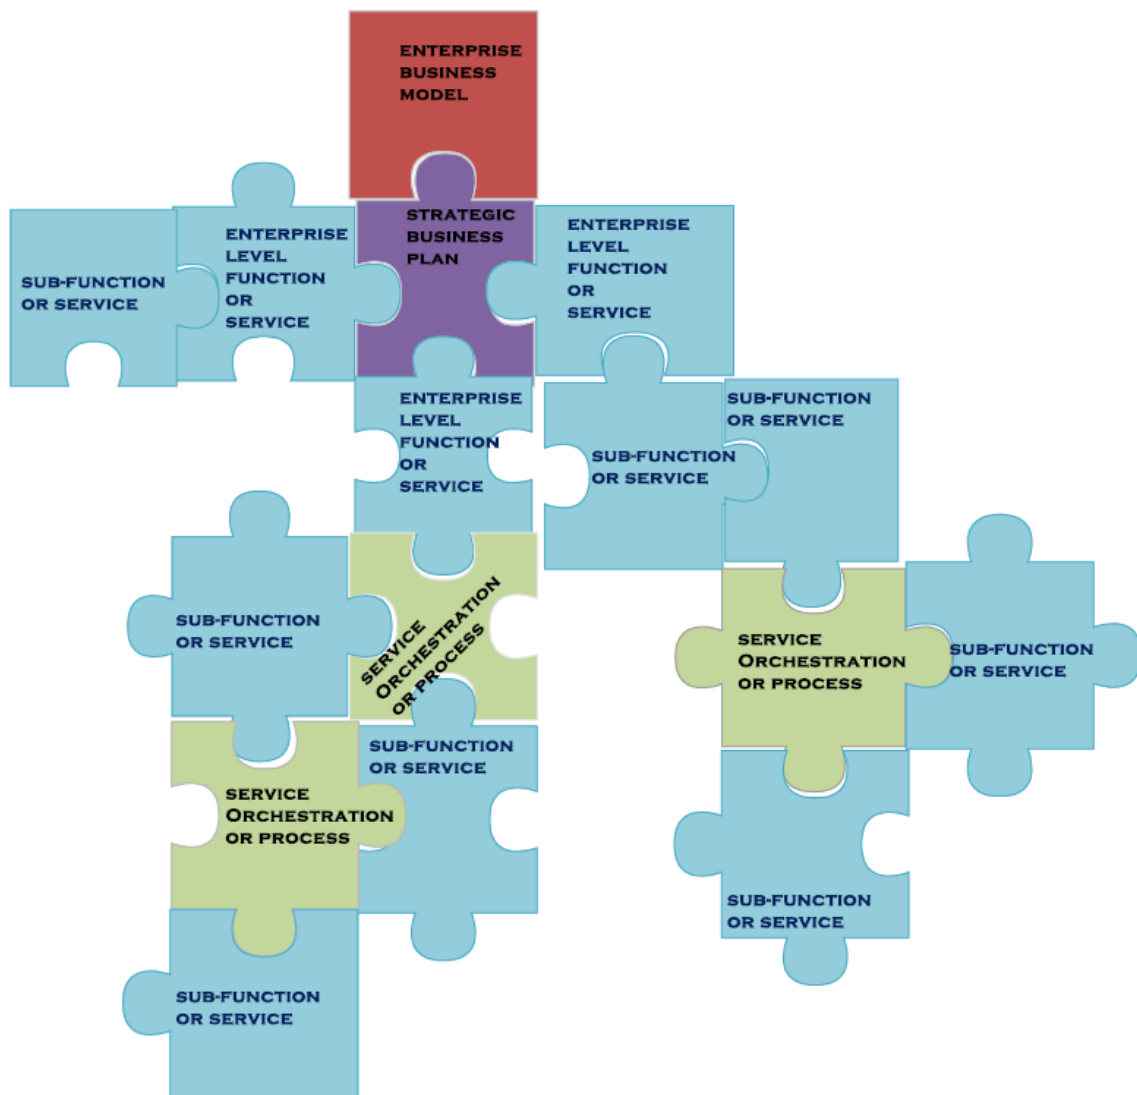 ENTERPRISE
BUSINESS
MODEL
STRATEGIC
BUSINESS
PLAN
ENTERPRISE
LEVEL
FUNCTION
OR
SERVICE
SUB-FUNCTION
OR SERVICE
ENTERPRISE
LEVEL
FUNCTION
OR
SERVICE
ENTERPRISE
LEVEL
FUNCTION
OR
SERVICE
SUB-FUNCTION
OR SERVICE
SUB-FUNCTION
OR SERVICE
SUB-FUNCTION
OR SERVICE
SERVICE
ORCHESTRATION
OR PROCESS
SERVICE
ORCHESTRATION
OR PROCESS
SUB-FUNCTION
OR SERVICE
SUB-FUNCTION
OR SERVICE
SERVICE
ORCHESTRATION
OR PROCESS
SUB-FUNCTION
OR SERVICE
SUB-FUNCTION
OR SERVICE